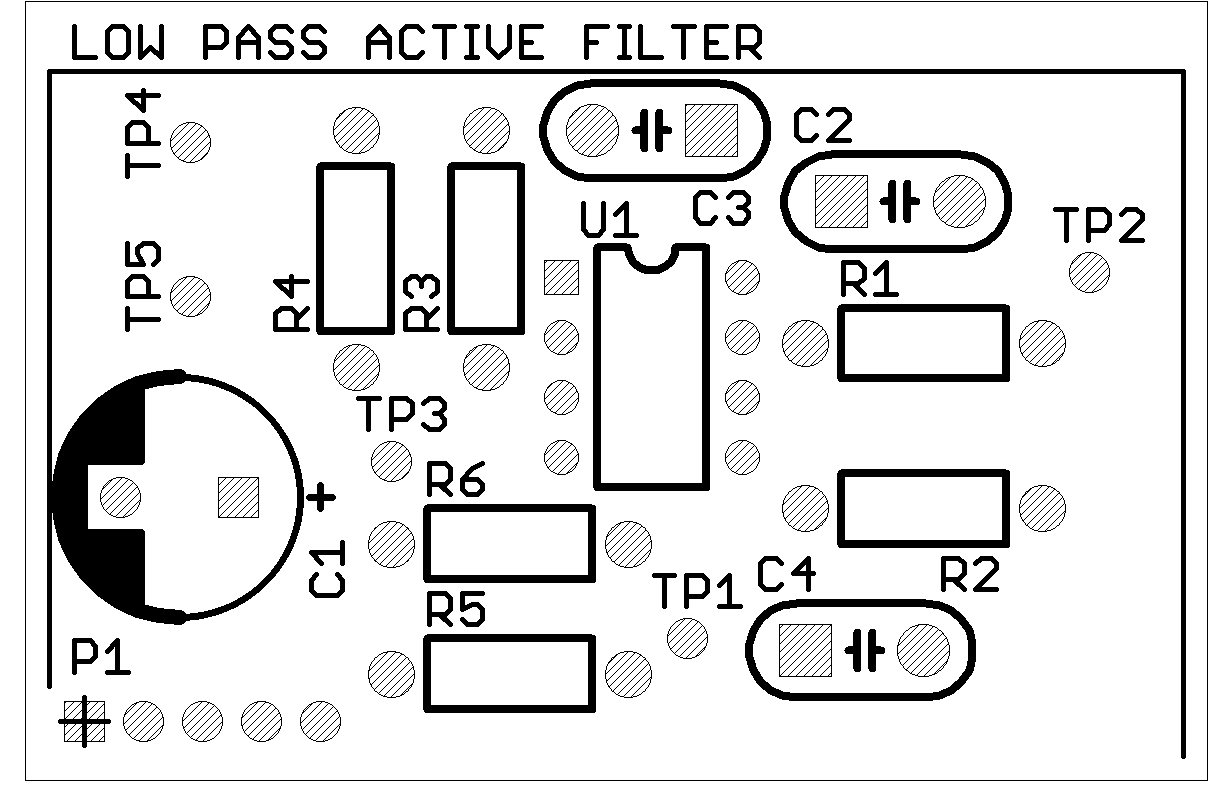 LOW PASS ACTIVE FILTER
TP4
C2
C3
U1
TP2
TP5
R4
R3
R1
TP3
R6
+
C1
R5
TP1
C4
R2
P1